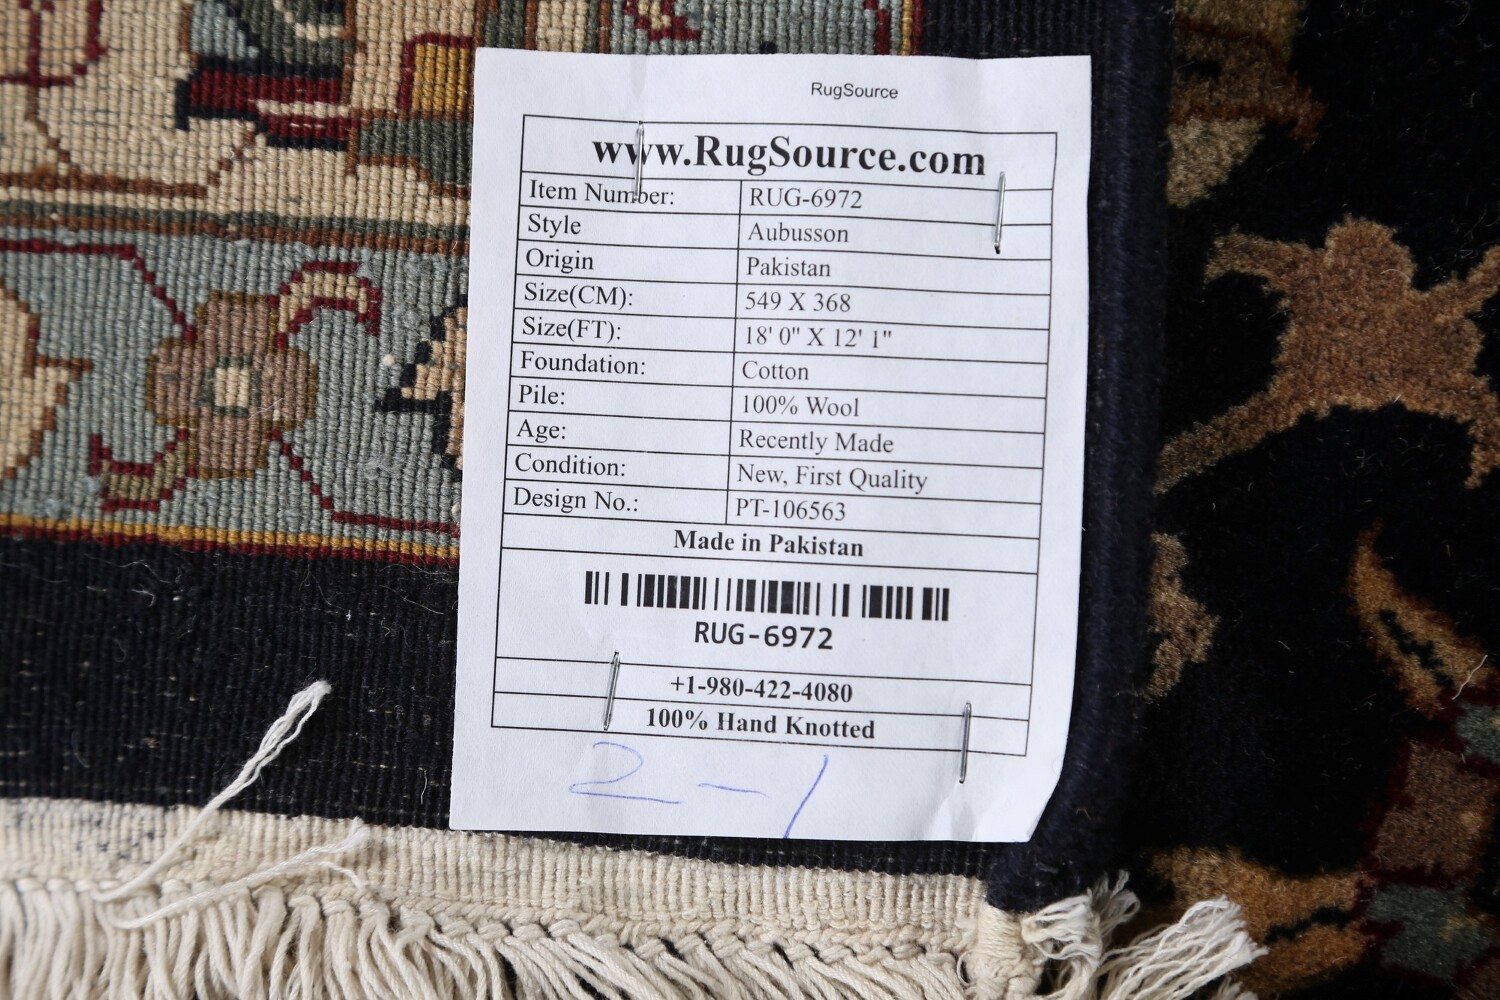 RugSource
www.RugSource.com
Item Number: RUG-6972
Style Aubusson
Origin Pakistan
Size(CM): 549 X 368
Size(FT): 18' 0" X 12' 1"
Foundation: Cotton
Pile: 100% Wool
Age: Recently Made
Condition: New, First Quality
Design No.: PT-106563
Made in Pakistan
RUG-6972
+1-980-422-4080
100% Hand Knotted
2-1